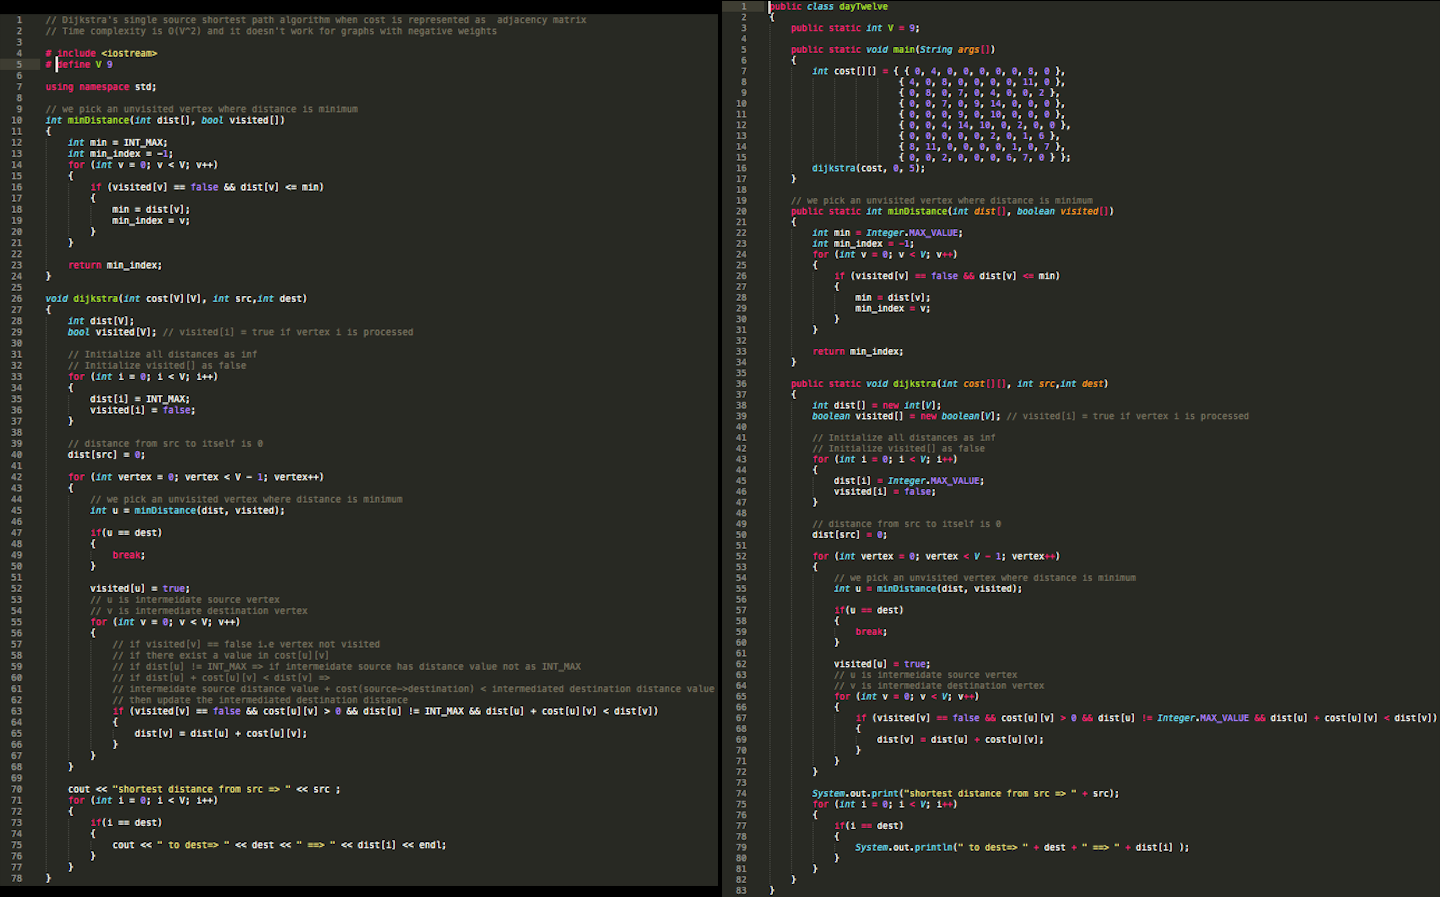 1 // Dijkstra's single source shortest path algorithm when cost is represented as  adjacency matrix
2 // Time complexity is O(V^2) and it doesn't work for graphs with negative weights
3
4 # include <iostream>
5 # define V 9
6
7 using namespace std;
8
9 // we pick an unvisited vertex where distance is minimum
10 int minDistance(int dist[], bool visited[])
11 {
12 int min = INT_MAX;
13 int min_index = -1;
14 for (int v = 0; v < V; v++)
15 {
16 if (visited[v] == false && dist[v] <= min)
17 {
18 min = dist[v];
19 min_index = v;
20 }
21 }
22
23 return min_index;
24 }
25
26 void dijkstra(int cost[V][V], int src,int dest)
27 {
28 int dist[V];
29 bool visited[V]; // visited[i] = true if vertex i is processed
30
31 // Initialize all distances as inf
32 // Initialize visited[] as false
33 for (int i = 0; i < V; i++)
34 {
35 dist[i] = INT_MAX;
36 visited[i] = false;
37 }
38
39 // distance from src to itself is 0
40 dist[src] = 0;
41
42 for (int vertex = 0; vertex < V - 1; vertex++)
43 {
44 // we pick an unvisited vertex where distance is minimum
45 int u = minDistance(dist, visited);
46
47 if(u == dest)
48 {
49 break;
50 }
51
52 visited[u] = true;
53 // u is intermeidate source vertex
54 // v is intermediate destination vertex
55 for (int v = 0; v < V; v++)
56 {
57 // if visited[v] == false i.e vertex not visited
58 // if there exist a value in cost[u][v]
59 // if dist[u] != INT_MAX => if intermeidate source has distance value not as INT_MAX
60 // if dist[u] + cost[u][v] < dist[v] =>
61 // intermeidate source distance value + cost(source->destination) < intermediated destination distance value
62 // then update the intermediated destination distance
63 if (visited[v] == false && cost[u][v] > 0 && dist[u] != INT_MAX && dist[u] + cost[u][v] < dist[v])
64 {
65 dist[v] = dist[u] + cost[u][v];
66 }
67 }
68 }
69
70 cout << "shortest distance from src => " << src ;
71 for (int i = 0; i < V; i++)
72 {
73 if(i == dest)
74 {
75 cout << " to dest=> " << dest << " ==> " << dist[i] << endl;
76 }
77 }
78 }
1 public class dayTwelve
2 {
3 public static int V = 9;
4
5 public static void main(String args[])
6 {
7 int cost[][] = { { 0, 4, 0, 0, 0, 0, 0, 8, 0 },
8 { 4, 0, 8, 0, 0, 0, 0, 11, 0 },
9 { 0, 8, 0, 7, 0, 4, 0, 0, 2 },
10 { 0, 0, 7, 0, 9, 14, 0, 0, 0 },
11 { 0, 0, 0, 9, 0, 10, 0, 0, 0 },
12 { 0, 0, 4, 14, 10, 0, 2, 0, 0 },
13 { 0, 0, 0, 0, 0, 2, 0, 1, 6 },
14 { 8, 11, 0, 0, 0, 0, 1, 0, 7 },
15 { 0, 0, 2, 0, 0, 0, 6, 7, 0 } };
16 dijkstra(cost, 0, 5);
17 }
18
19 // we pick an unvisited vertex where distance is minimum
20 public static int minDistance(int dist[], boolean visited[])
21 {
22 int min = Integer.MAX_VALUE;
23 int min_index = -1;
24 for (int v = 0; v < V; v++)
25 {
26 if (visited[v] == false && dist[v] <= min)
27 {
28 min = dist[v];
29 min_index = v;
30 }
31 }
32
33 return min_index;
34 }
35
36 public static void dijkstra(int cost[][], int src,int dest)
37 {
38 int dist[] = new int[V];
39 boolean visited[] = new boolean[V]; // visited[i] = true if vertex i is processed
40
41 // Initialize all distances as inf
42 // Initialize visited[] as false
43 for (int i = 0; i < V; i++)
44 {
45 dist[i] = Integer.MAX_VALUE;
46 visited[i] = false;
47 }
48
49 // distance from src to itself is 0
50 dist[src] = 0;
51
52 for (int vertex = 0; vertex < V - 1; vertex++)
53 {
54 // we pick an unvisited vertex where distance is minimum
55 int u = minDistance(dist, visited);
56
57 if(u == dest)
58 {
59 break;
60 }
61
62 visited[u] = true;
63 // u is intermeidate source vertex
64 // v is intermediate destination vertex
65 for (int v = 0; v < V; v++)
66 {
67 if (visited[v] == false && cost[u][v] > 0 && dist[u] != Integer.MAX_VALUE && dist[u] + cost[u][v] < dist[v])
68 {
69 dist[v] = dist[u] + cost[u][v];
70 }
71 }
72 }
73
74 System.out.print("shortest distance from src => " + src);
75 for (int i = 0; i < V; i++)
76 {
77 if(i == dest)
78 {
79 System.out.println(" to dest=> " + dest + " ==> " + dist[i] );
80 }
81 }
82 }
83 }